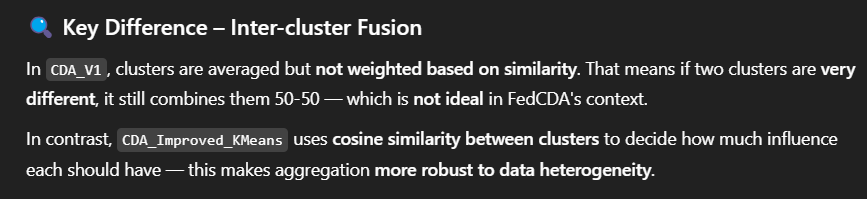 🔍 Key Difference – Inter-cluster Fusion
In CDA_V1, clusters are averaged but not weighted based on similarity. That means if two clusters are very
different, it still combines them 50-50 — which is not ideal in FedCDA's context.
In contrast, CDA_Improved_KMeans uses cosine similarity between clusters to decide how much influence
each should have — this makes aggregation more robust to data heterogeneity.